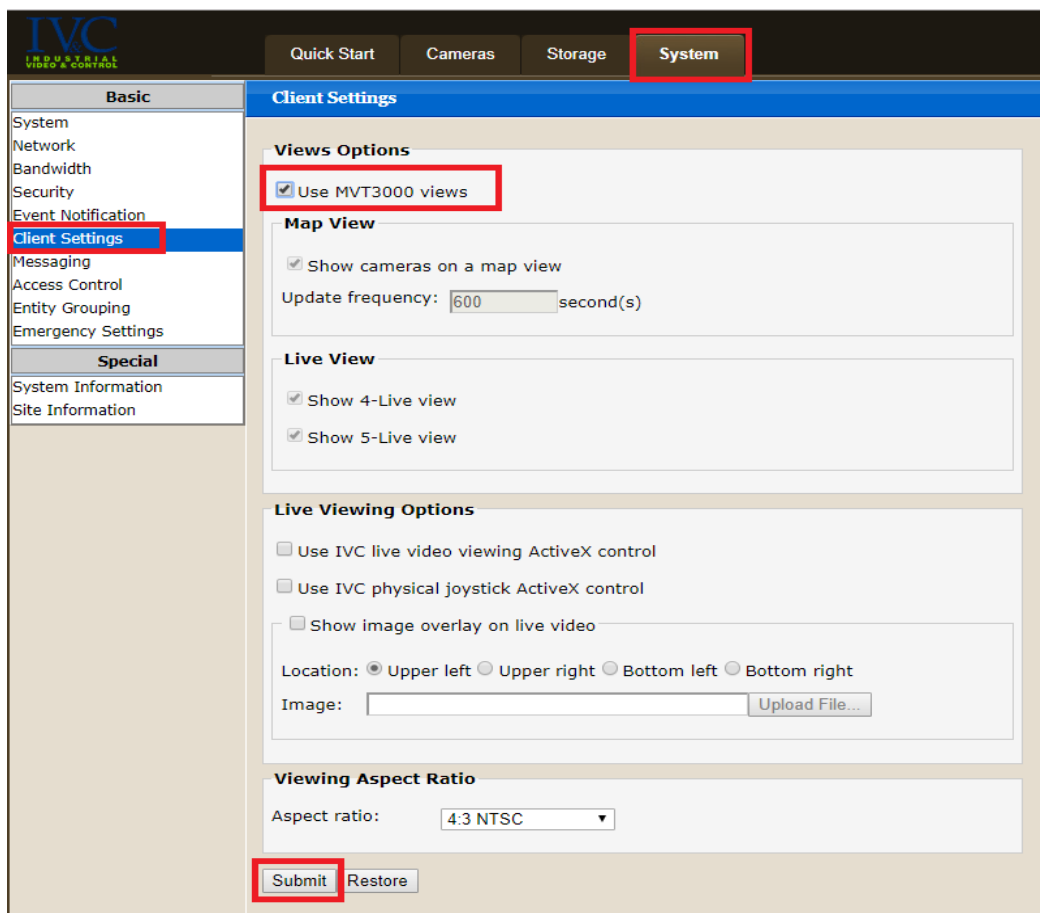 IVC
INDUSTRIAL
VIDEO & CONTROL
Quick Start Cameras Storage System
Basic
System
Network
Bandwidth
Security
Event Notification
Client Settings
Messaging
Access Control
Entity Grouping
Emergency Settings
Special
System Information
Site Information
Client Settings
Views Options
Use MVT3000 views
Map View
Show cameras on a map view
Update frequency: 600 second(s)
Live View
Show 4-Live view
Show 5-Live view
Live Viewing Options
Use IVC live video viewing ActiveX control
Use IVC physical joystick ActiveX control
Show image overlay on live video
Location: Upper left Upper right Bottom left Bottom right
Image: Upload File...
Viewing Aspect Ratio
Aspect ratio: 4:3 NTSC
Submit Restore